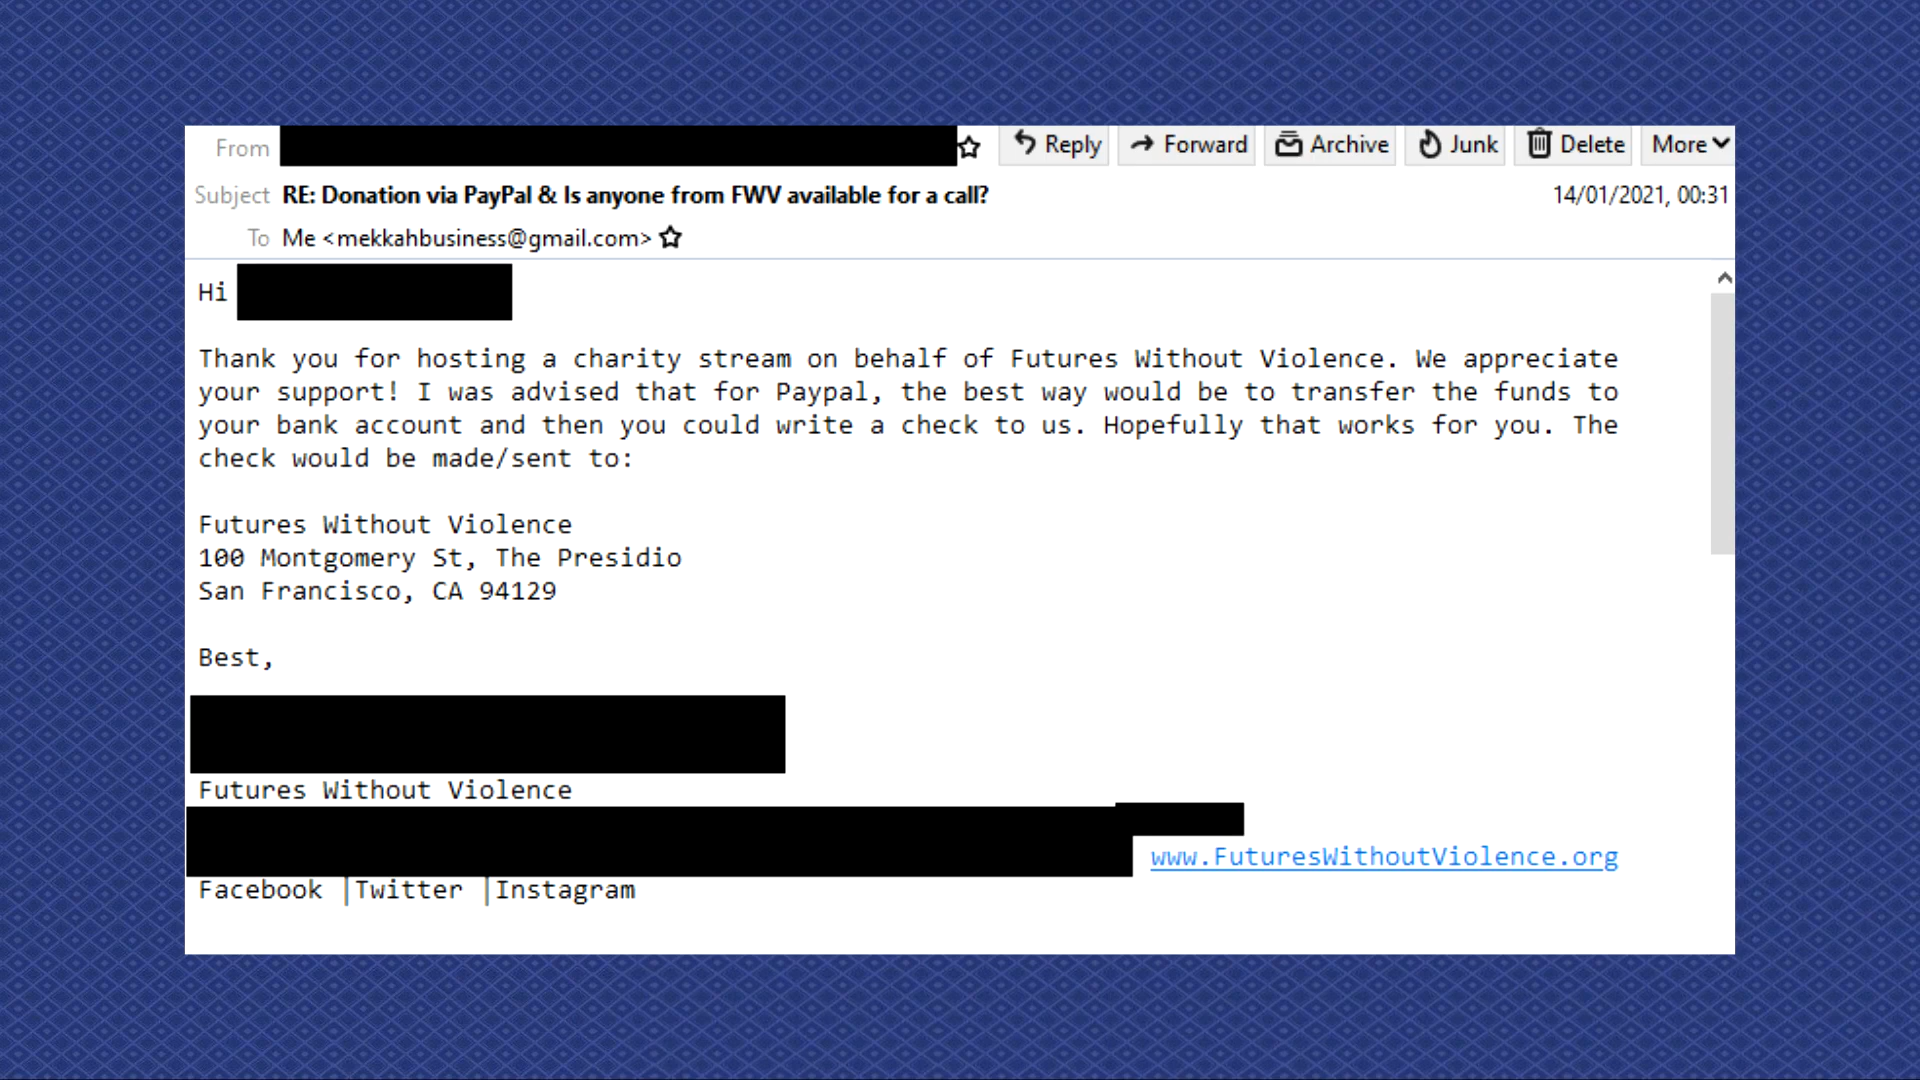 From Reply Forward Archive Junk Delete More
Subject RE: Donation via PayPal & Is anyone from FWV available for a call? 14/01/2021, 00:31
To Me <mekkahbusiness@gmail.com>
Hi
Thank you for hosting a charity stream on behalf of Futures Without Violence. We appreciate
your support! I was advised that for Paypal, the best way would be to transfer the funds to
your bank account and then you could write a check to us. Hopefully that works for you. The
check would be made/sent to:
Futures Without Violence
100 Montgomery St, The Presidio
San Francisco, CA 94129
Best,
Futures Without Violence
www.FuturesWithoutViolence.org
Facebook |Twitter |Instagram